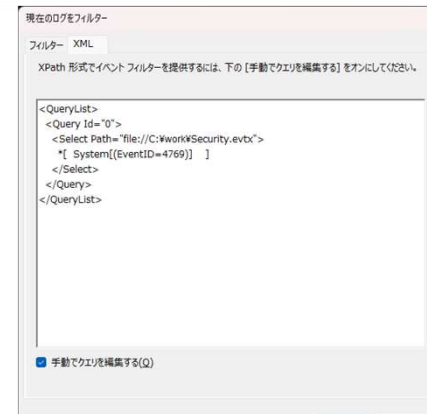 現在のログをフィルター
フィルター XML
XPath 形式でイベント フィルターを提供するには、下の [手動でクエリを編集する] をオンにしてください。
<QueryList>
<Query Id="0">
<Select Path="file://C:¥work¥Security.evtx">
*[ System[(EventID=4769)] ]
</Select>
</Query>
</QueryList>
手動でクエリを編集する(Q)